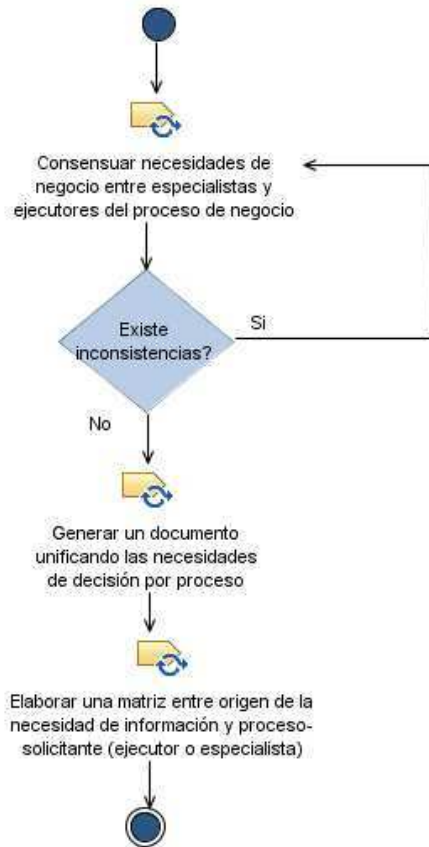 Consensuar necesidades de
negocio entre especialistas y
ejecutores del proceso de negocio
Existe
inconsistencias?
Si
No
Generar un documento
unificando las necesidades
de decisión por proceso
Elaborar una matriz entre origen de la
necesidad de información y proceso-
solicitante (ejecutor o especialista)